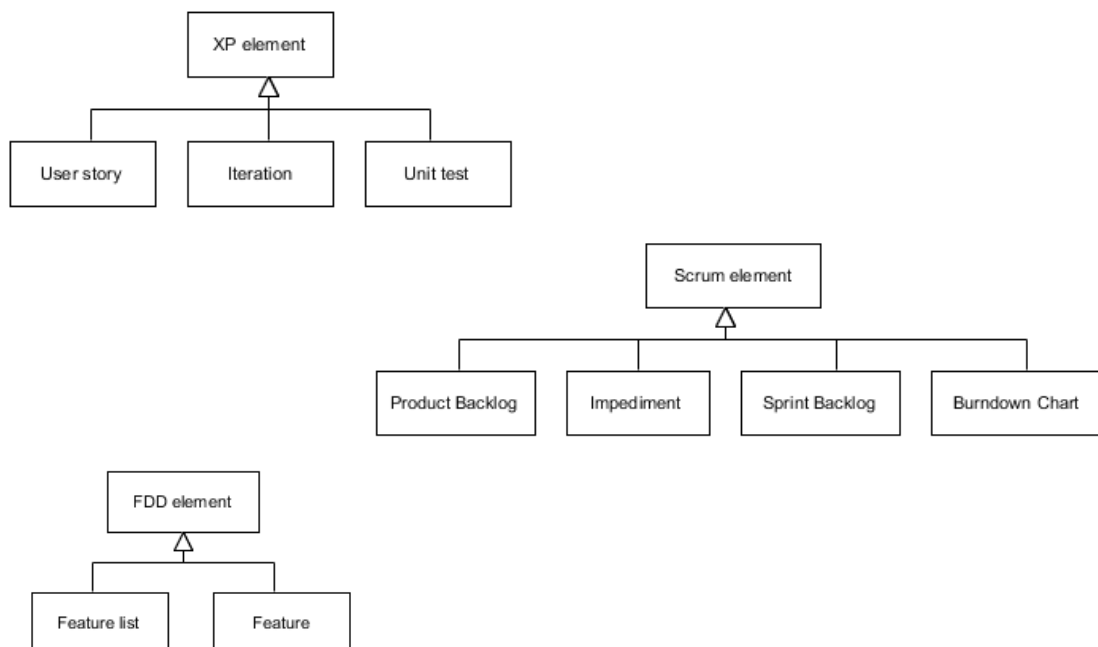 XP element
User story
Iteration
Unit test
Scrum element
Product Backlog
Impediment
Sprint Backlog
Burndown Chart
FDD element
Feature list
Feature